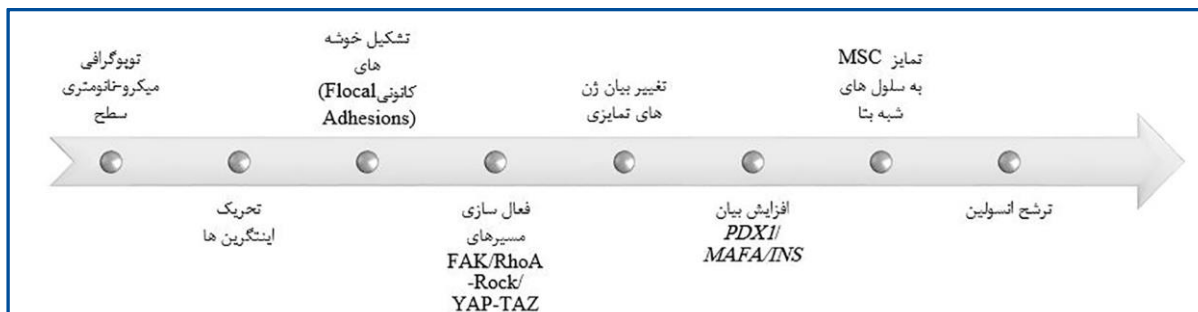 توپوگرافی
میکرو-نانومتری
سطح
تحریک
اینتگرین ها
تشکیل خوشه
های
کانونی(Flocal
Adhesions)
فعال سازی
مسیرهای
FAK/RhoA
-Rock/
YAP-TAZ
تغییر بیان ژن
های تمایزی
افزایش بیان
PDX1/
MAFA/INS
تمایز MSC
به سلول های
شبه بتا
ترشح انسولین